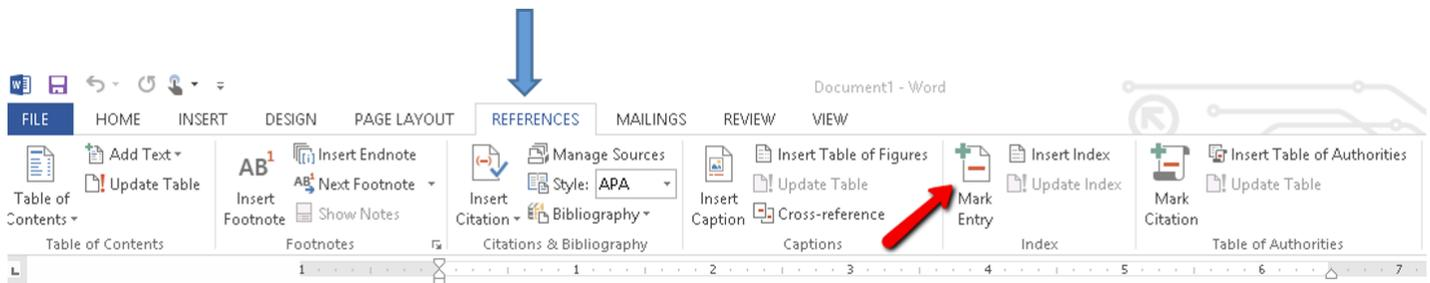 Document1 - Word
FILE HOME INSERT DESIGN PAGE LAYOUT REFERENCES MAILINGS REVIEW VIEW
Table of Contents
Add Text
Update Table
Table of Contents
AB1
Insert Footnote
Insert Endnote
AB1 Next Footnote
Show Notes
Footnotes
Insert Citation
Manage Sources
Style: APA
Bibliography
Citations & Bibliography
Insert Caption
Insert Table of Figures
Update Table
Cross-reference
Captions
Mark Entry
Insert Index
Update Index
Index
Mark Citation
Insert Table of Authorities
Update Table
Table of Authorities
1 1 2 3 4 5 6 7